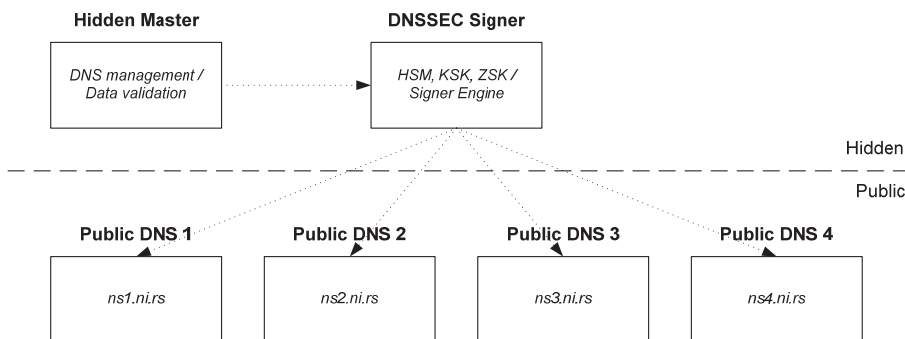 Hidden Master
DNSSEC Signer
DNS management /
Data validation
HSM, KSK, ZSK /
Signer Engine
Hidden
Public
Public DNS 1
Public DNS 2
Public DNS 3
Public DNS 4
ns1.ni.rs
ns2.ni.rs
ns3.ni.rs
ns4.ni.rs